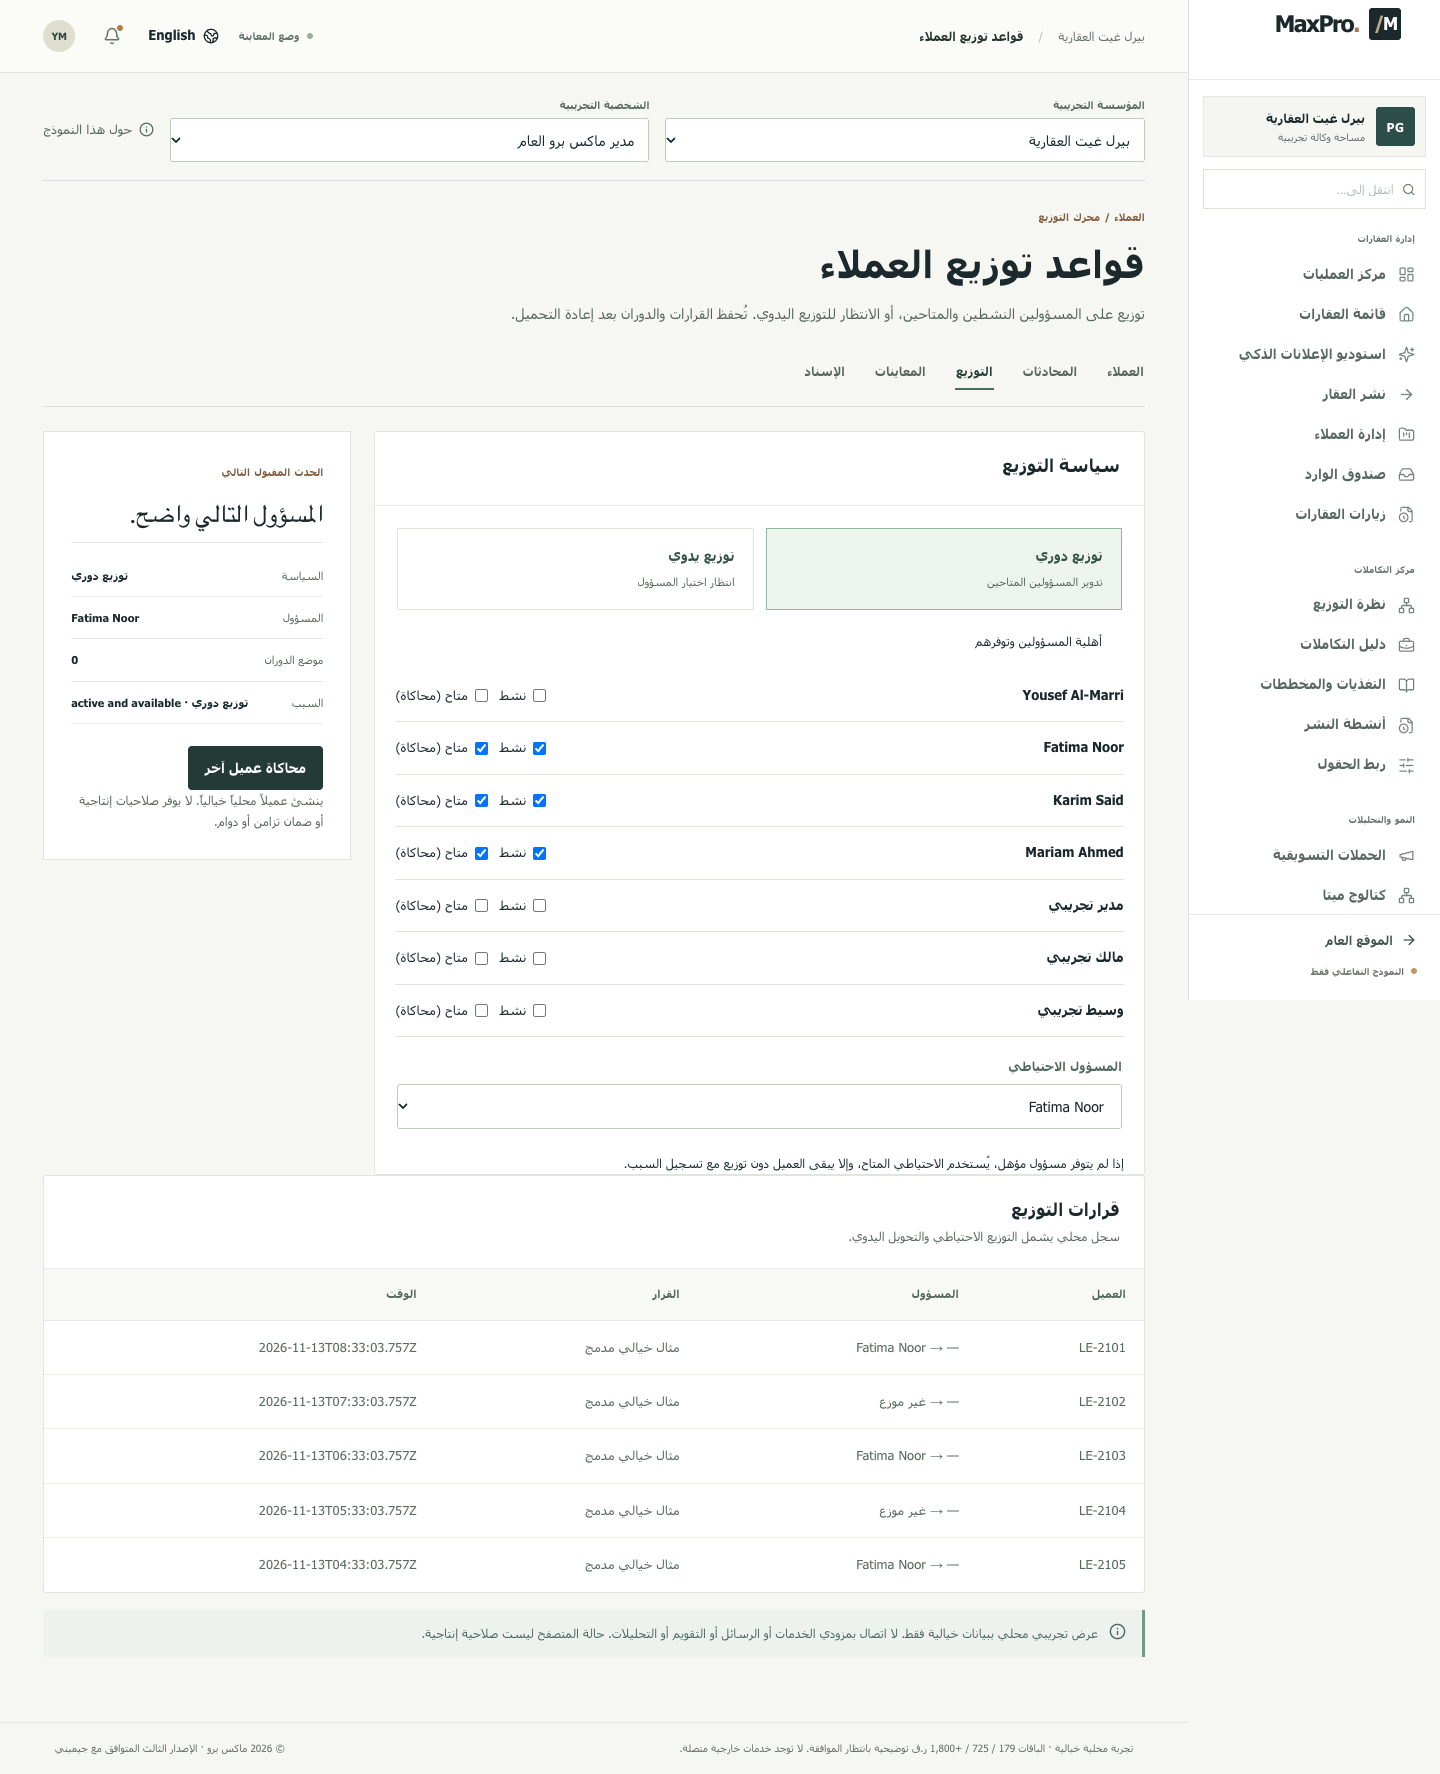 MaxPro. /M
بيرل غيت العقارية / قواعد توزيع العملاء
وضع المعاينة
English
YM
PG
بيرل غيت العقارية
مساحة وكالة تجريبية
انتقل إلى...
إدارة العقارات
مركز العمليات
قائمة العقارات
استوديو الإعلانات الذكي
نشر العقار
إدارة العملاء
صندوق الوارد
زيارات العقارات
مركز التكاملات
نظرة التوزيع
دليل التكاملات
التغذيات والمخططات
أنشطة النشر
ربط الحقول
النمو والتحليلات
الحملات التسويقية
كتالوج ميتا
الموقع العام
النموذج التفاعلي فقط
المؤسسة التجريبية
بيرل غيت العقارية
الشخصية التجريبية
مدير ماكس برو العام
حول هذا النموذج
العملاء / محرك التوزيع
قواعد توزيع العملاء
توزيع على المسؤولين النشطين والمتاحين، أو الانتظار للتوزيع اليدوي. تُحفظ القرارات والدوران بعد إعادة التحميل.
العملاء
المحادثات
التوزيع
المعاينات
الإسناد
سياسة التوزيع
توزيع دوري
تدوير المسؤولين المتاحين
توزيع يدوي
انتظار اختيار المسؤول
أهلية المسؤولين وتوفرهم
Yousef Al-Marri نشط متاح (محاكاة)
Fatima Noor نشط متاح (محاكاة)
Karim Said نشط متاح (محاكاة)
Mariam Ahmed نشط متاح (محاكاة)
مدير تجريبي نشط متاح (محاكاة)
مالك تجريبي نشط متاح (محاكاة)
وسيط تجريبي نشط متاح (محاكاة)
المسؤول الاحتياطي
Fatima Noor
إذا لم يتوفر مسؤول مؤهل، يُستخدم الاحتياطي المتاح، وإلا يبقى العميل دون توزيع مع تسجيل السبب.
الحدث المقبول التالي
المسؤول التالي واضح.
السياسة توزيع دوري
المسؤول Fatima Noor
موضع الدوران 0
السبب توزيع دوري · active and available
محاكاة عميل آخر
ينشئ عميلاً محلياً خيالياً. لا يوفر صلاحيات إنتاجية
أو ضمان تزامن أو دوام.
قرارات التوزيع
سجل محلي يشمل التوزيع الاحتياطي والتحويل اليدوي.
العميل المسؤول القرار الوقت
LE-2101 — → Fatima Noor مثال خيالي مدمج 2026-11-13T08:33:03.757Z
LE-2102 — → غير موزع مثال خيالي مدمج 2026-11-13T07:33:03.757Z
LE-2103 — → Fatima Noor مثال خيالي مدمج 2026-11-13T06:33:03.757Z
LE-2104 — → غير موزع مثال خيالي مدمج 2026-11-13T05:33:03.757Z
LE-2105 — → Fatima Noor مثال خيالي مدمج 2026-11-13T04:33:03.757Z
عرض تجريبي محلي ببيانات خيالية فقط. لا اتصال بمزودي الخدمات أو الرسائل أو التقويم أو التحليلات. حالة المتصفح ليست صلاحية إنتاجية.
تجربة محلية خيالية · الباقات 179 / 725 / +1,800 ر.ق توضيحية بانتظار الموافقة. لا توجد خدمات خارجية متصلة.
© 2026 ماكس برو · الإصدار الثالث المتوافق مع جيميني